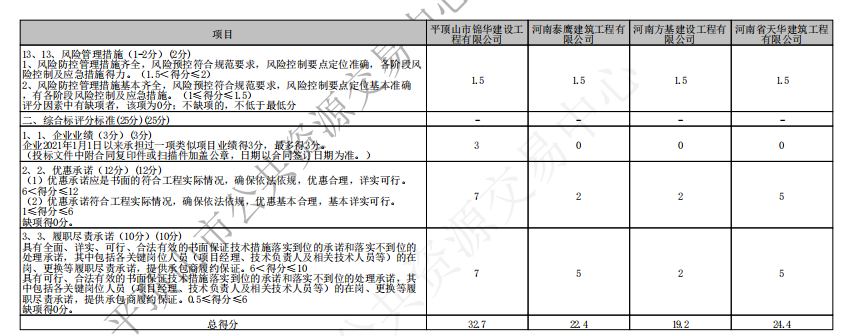 项目 平顶山市锦华建设工程有限公司 河南泰鹰建筑工程有限公司 河南方基建设工程有限公司 河南省天华建筑工程有限公司
13、13、风险管理措施（1-2分）(2分)
1、风险防控管理措施齐全，风险预控符合规范要求，风险控制要点定位准确，各阶段风
险控制及应急措施得力。（1.5＜得分≤2）
2、风险防控管理措施基本齐全，风险预控符合规范要求，风险控制要点定位基本准确
，有各阶段风险控制及应急措施。（1≤得分≤1.5）
评分因素中有缺项者，该项为0分；不缺项的，不低于最低分
1.5 1.5 1.5 1.5
二、综合标评分标准(25分)(25分) － － － －
1、1、企业业绩（3分）(3分)
企业2021年1月1日以来承担过一项类似项目业绩得3分，最多得3分。
（投标文件中附合同复印件或扫描件加盖公章，日期以合同签订日期为准。）
3 0 0 0
2、2、优惠承诺（12分）(12分)
（1）优惠承诺应是书面的符合工程实际情况，确保依法依规，优惠合理，详实可行。
6＜得分≤12
（2）优惠承诺符合工程实际情况，确保依法依规，优惠基本合理，基本详实可行。
1≤得分≤6
缺项得0分。
7 2 2 5
3、3、履职尽责承诺（10分）(10分)
具有全面、详实、可行、合法有效的书面保证技术措施落实到位的承诺和落实不到位的
处理承诺，其中包括各关键岗位人员（项目经理、技术负责人及相关技术人员等）的在
岗、更换等履职尽责承诺，提供承包商履约保证。6＜得分≤10
具有可行、合法有效的书面保证技术措施落实到位的承诺和落实不到位的处理承诺，其
中包括各关键岗位人员（项目经理、技术负责人及相关技术人员等）的在岗、更换等履
职尽责承诺，提供承包商履约保证。0.5≤得分≤6
缺项得0分。
7 5 2 5
总得分 32.7 22.4 19.2 24.4